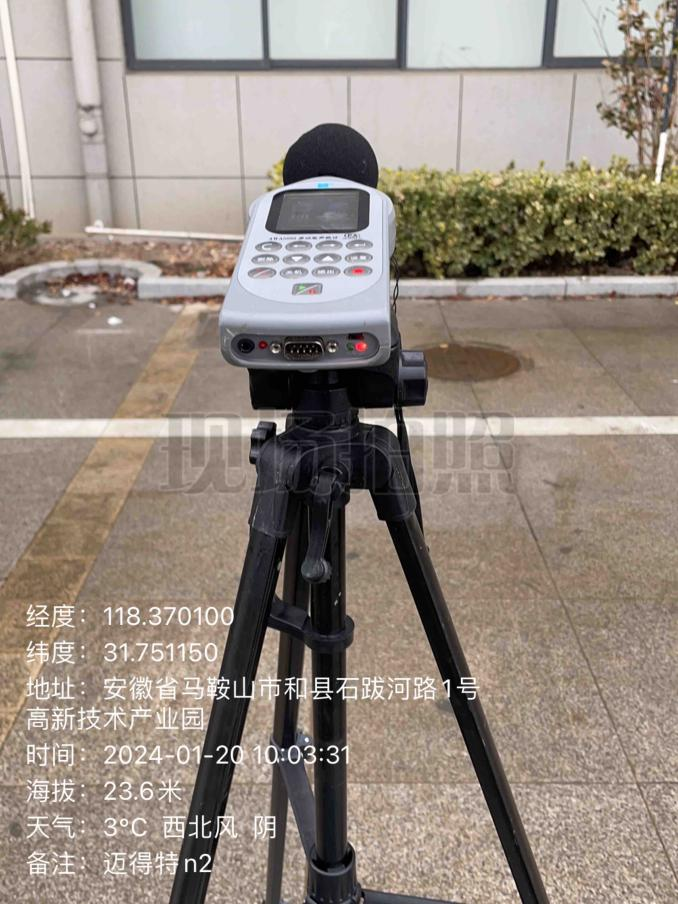 现场拍照
经度：118.370100
纬度：31.751150
地址：安徽省马鞍山市和县石跋河路1号
高新技术产业园
时间：2024-01-20 10:03:31
海拔：23.6米
天气：3°C 西北风 阴
备注：迈得特n2